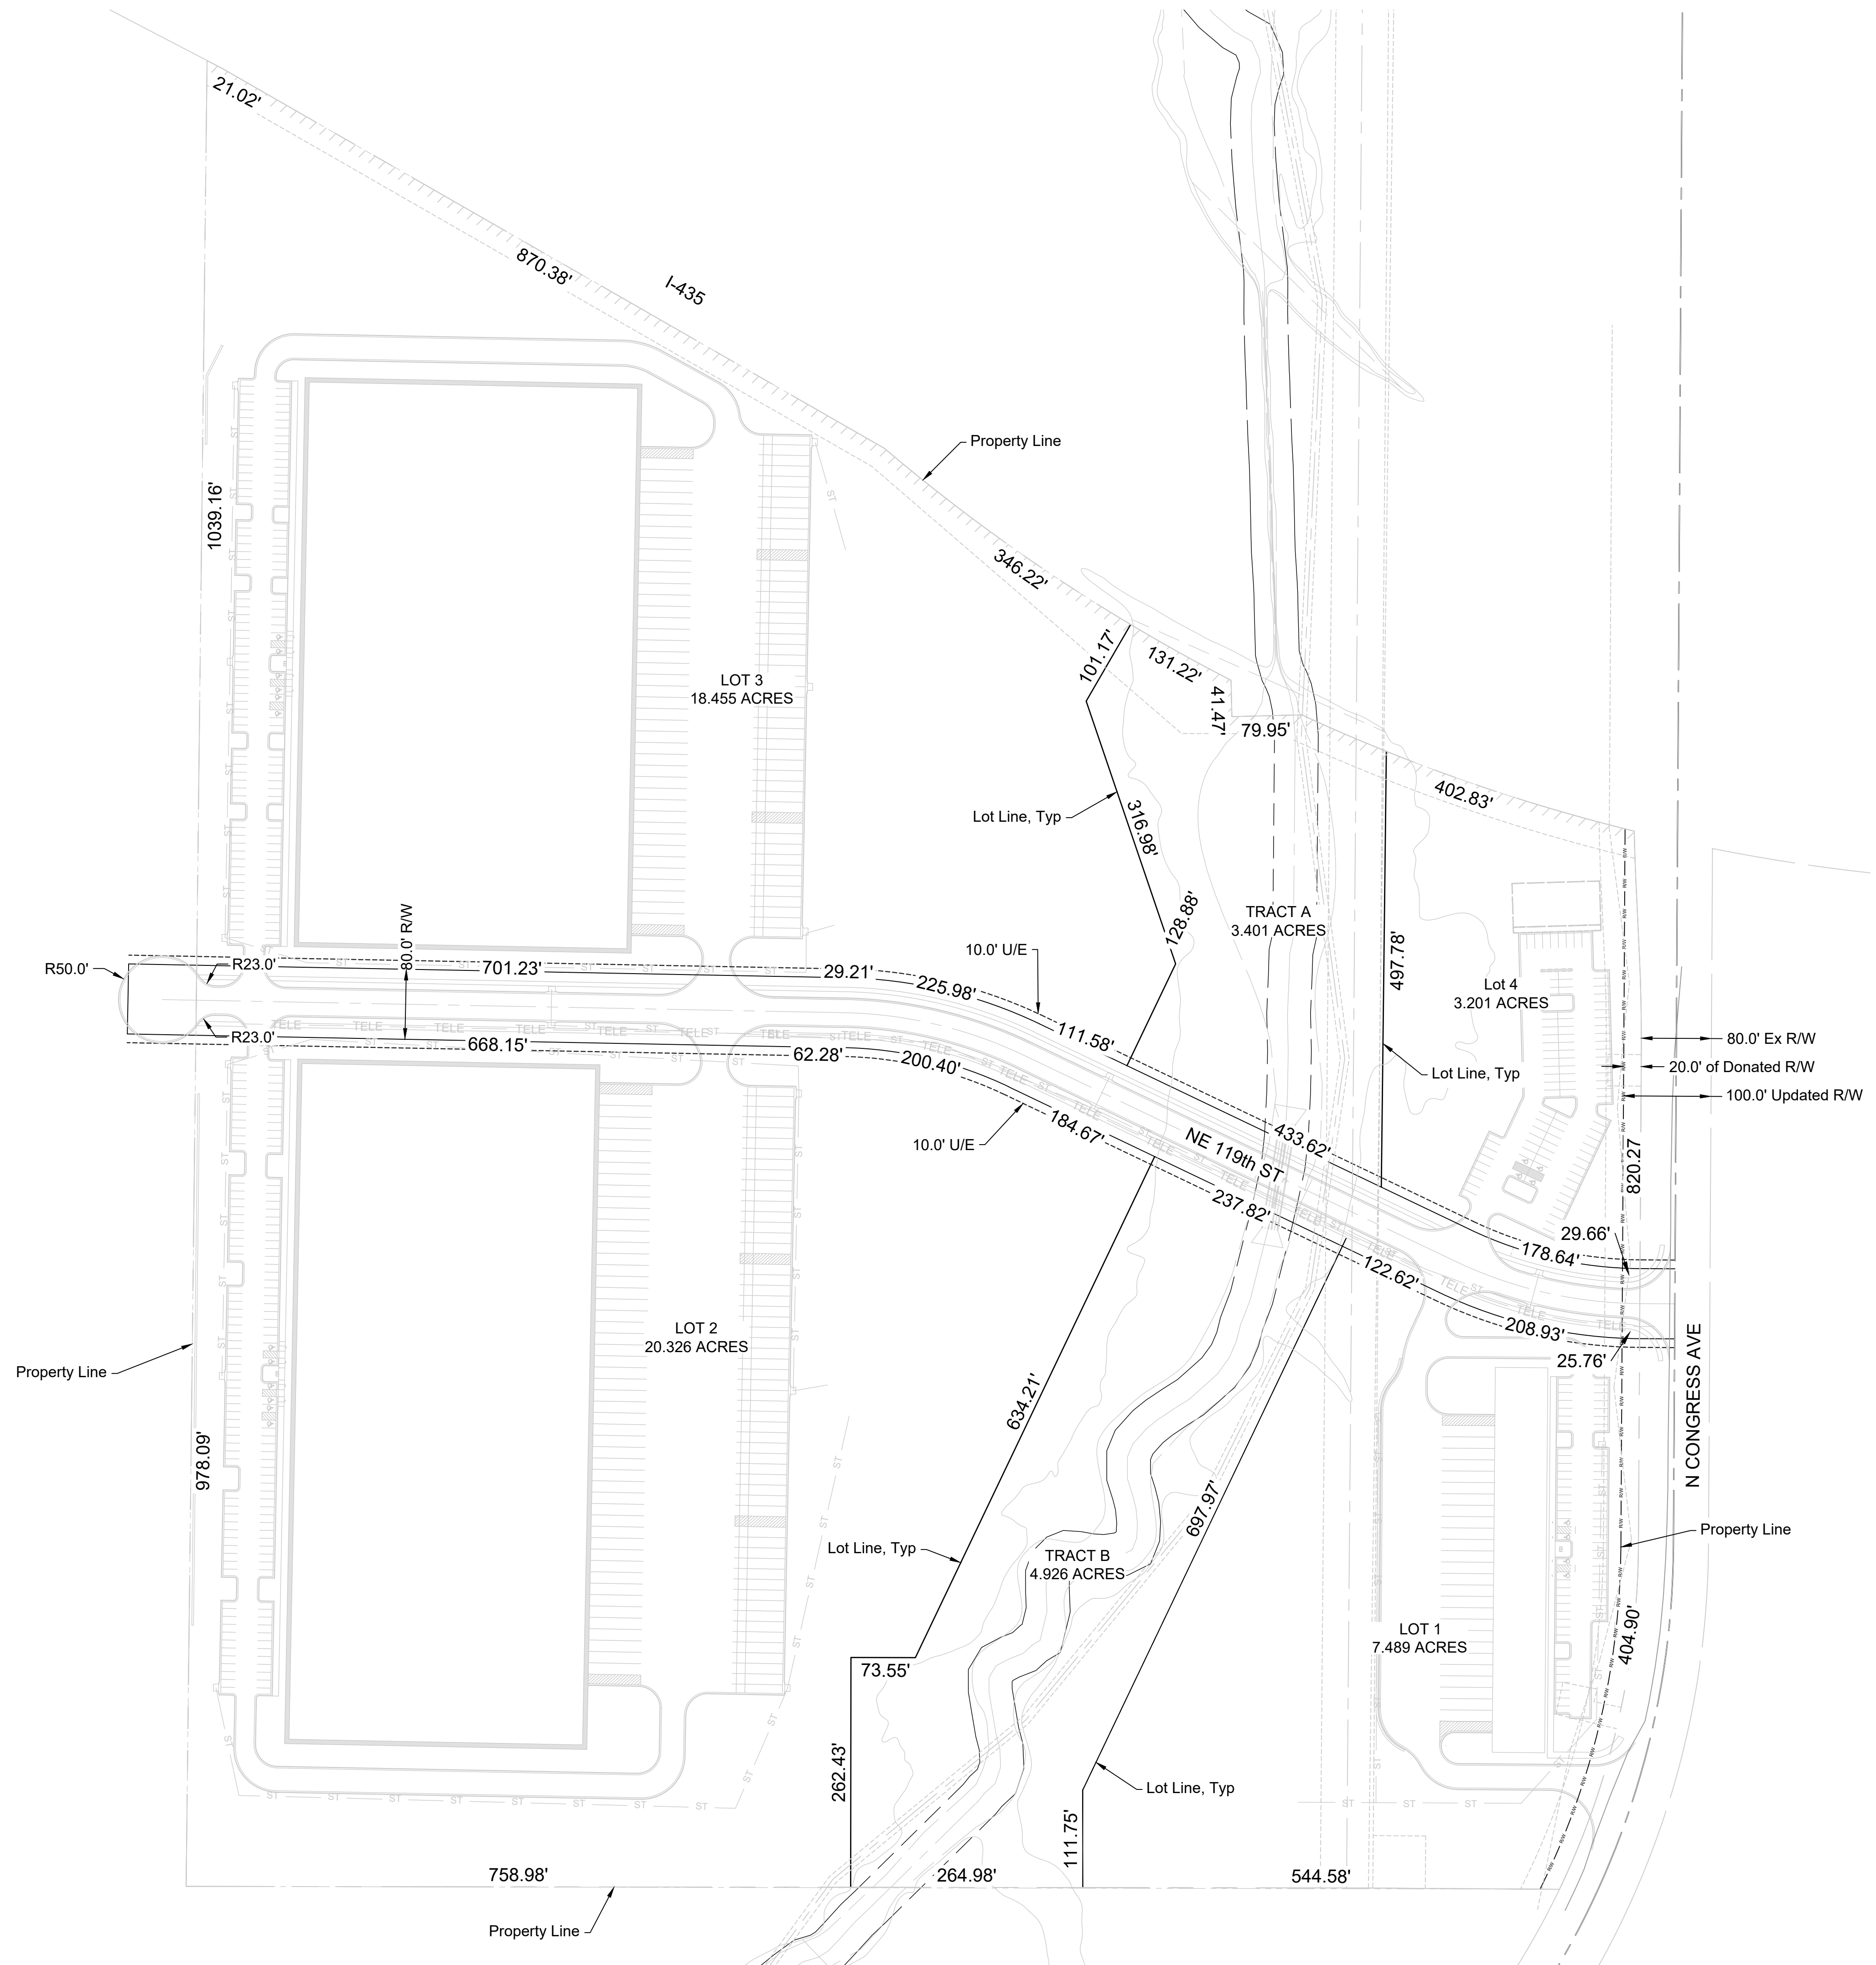 21.02'
870.38'
I-435
Property Line
1039.16'
346.22'
101.17'
131.22'
41.47'
79.95'
LOT 3
18.455 ACRES
402.83'
Lot Line, Typ
316.98'
128.88'
TRACT A
3.401 ACRES
497.78'
80.0' R/W
10.0' U/E
R50.0'
R23.0'
701.23'
29.21'
225.98'
111.58'
Lot 4
3.201 ACRES
R23.0'
668.15'
62.28'
200.40'
184.67'
10.0' U/E
Lot Line, Typ
80.0' Ex R/W
20.0' of Donated R/W
100.0' Updated R/W
NE 119th ST
433.62'
237.82'
122.62'
820.27
29.66'
178.64'
208.93'
25.76'
N CONGRESS AVE
LOT 2
20.326 ACRES
Property Line
978.09'
634.21'
697.97'
Lot Line, Typ
TRACT B
4.926 ACRES
Property Line
LOT 1
7.489 ACRES
404.90'
73.55'
262.43'
Lot Line, Typ
111.75'
758.98'
264.98'
544.58'
Property Line
ST
TELE
R/W